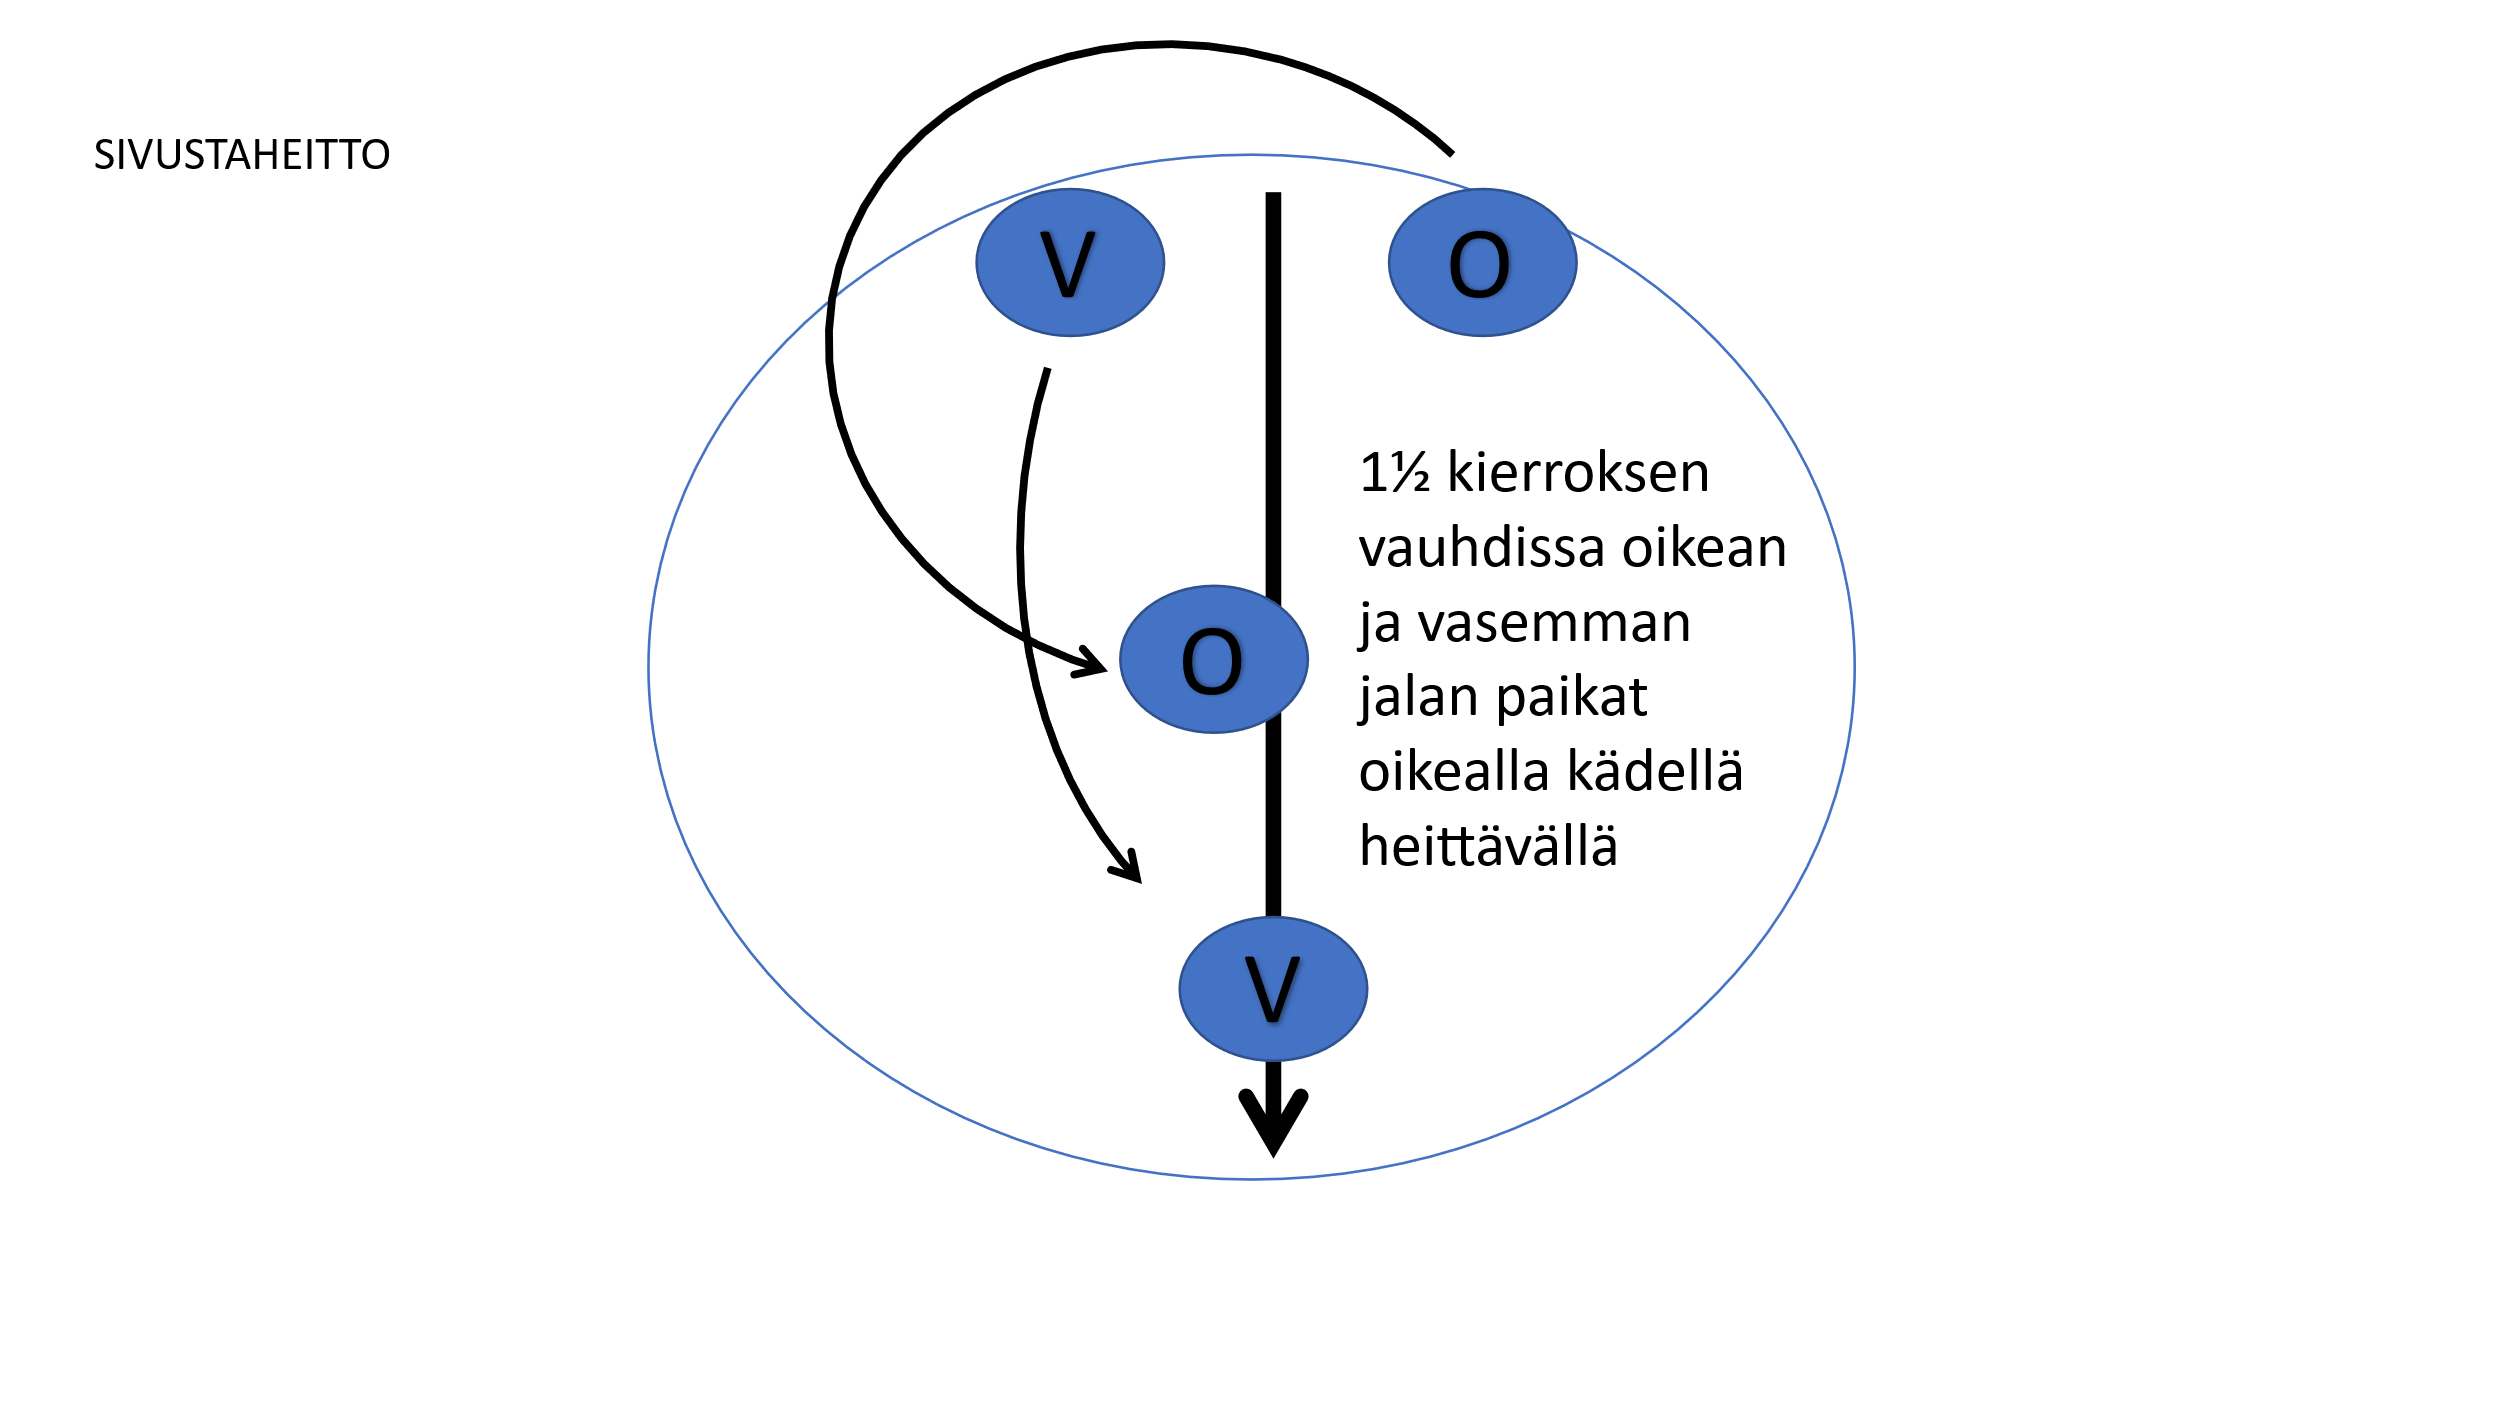 SIVUSTAHEITTO
V
O
1½ kierroksen
vauhdissa oikean
ja vasemman
jalan paikat
oikealla kädellä
heittävällä
O
V